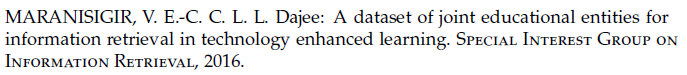 MARANISIGIR, V. E.-C. C. L. L. Dajee: A dataset of joint educational entities for
information retrieval in technology enhanced learning. SPECIAL INTEREST GROUP ON
INFORMATION RETRIEVAL, 2016.